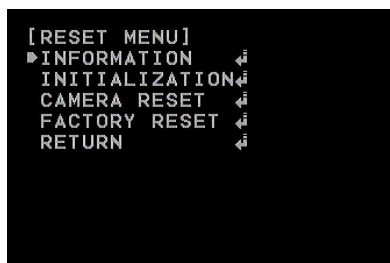 [RESET MENU]
INFORMATION ↲
INITIALIZATION↲
CAMERA RESET ↲
FACTORY RESET ↲
RETURN ↲